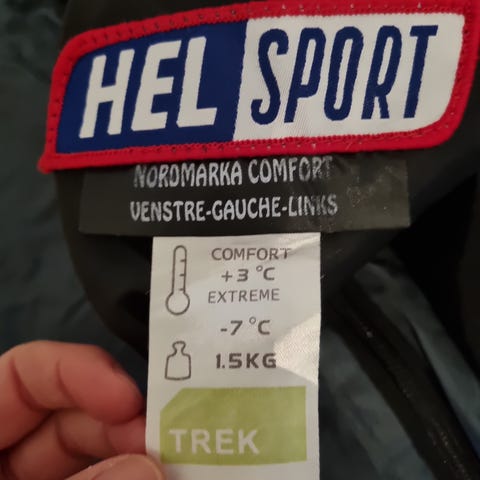 HEL SPORT
NORDMARKA COMFORT
VENSTRE-GAUCHE-LINKS
COMFORT
+3 °C
EXTREME
-7 °C
1.5KG
TREK